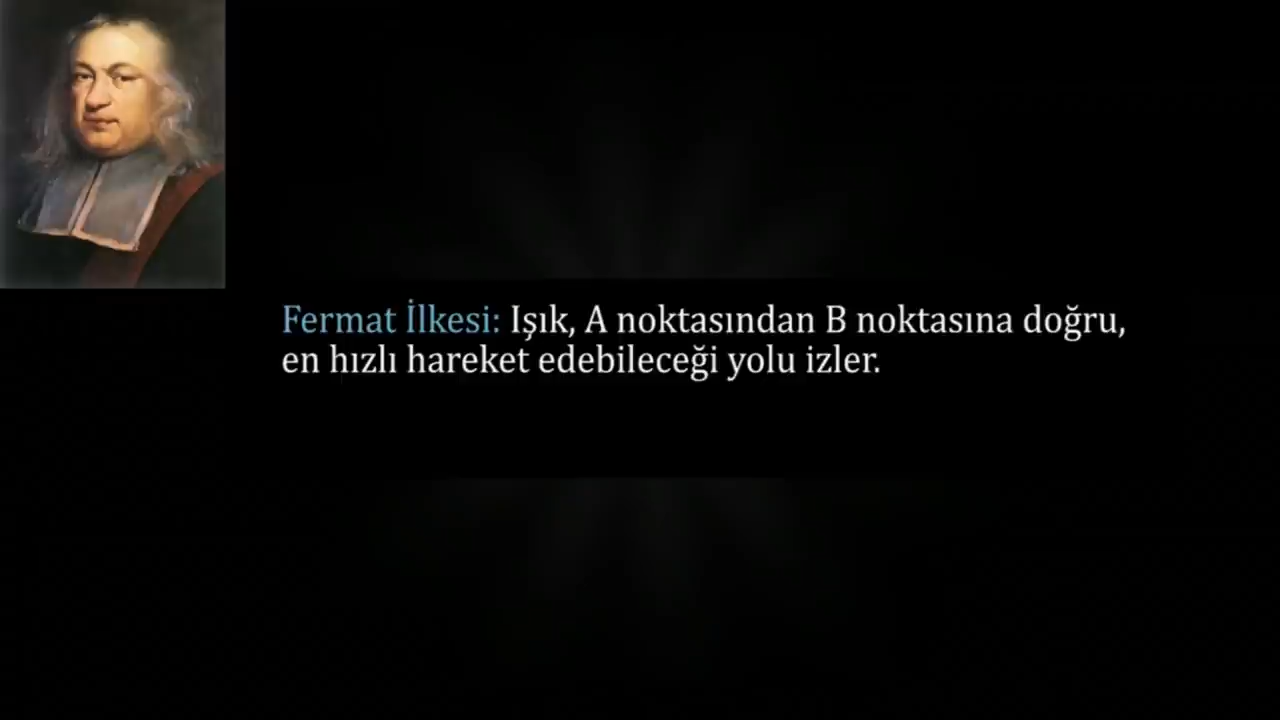 Fermat İlkesi: Işık, A noktasından B noktasına doğru,
en hızlı hareket edebileceği yolu izler.